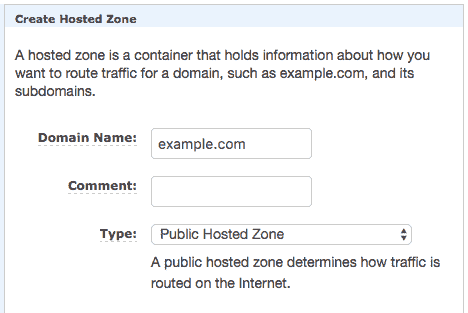 Create Hosted Zone
A hosted zone is a container that holds information about how you
want to route traffic for a domain, such as example.com, and its
subdomains.
Domain Name: example.com
Comment:
Type: Public Hosted Zone
A public hosted zone determines how traffic is
routed on the Internet.